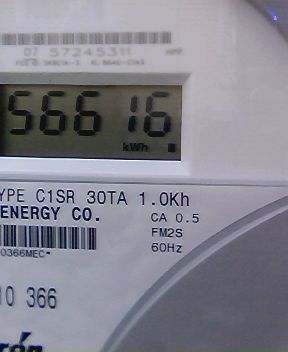 07 57245311
56616
kWh
YPE C1SR 30TA 1.0Kh
ENERGY CO.
CA 0.5
FM2S
60Hz
0366MEC*
10 366
rón